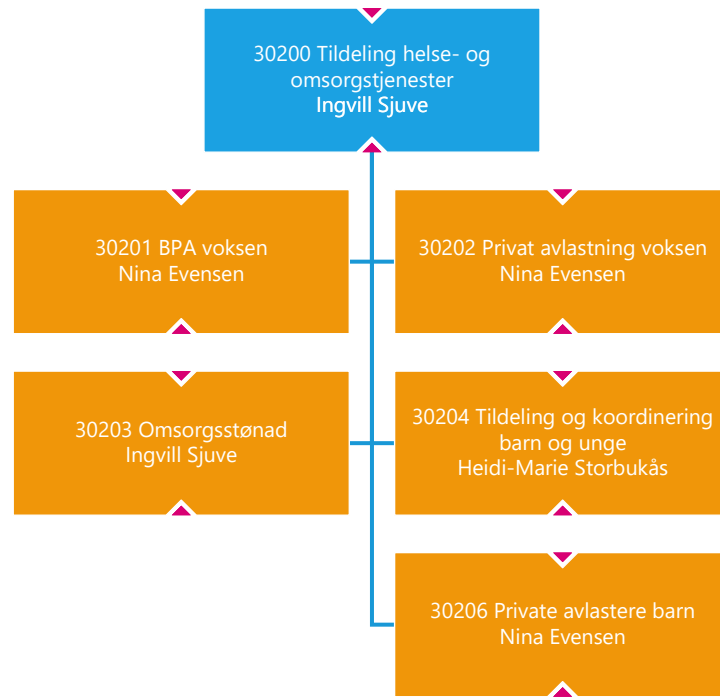 30200 Tildeling helse- og
omsorgstjenester
Ingvill Sjuve
30201 BPA voksen
Nina Evensen
30202 Privat avlastning voksen
Nina Evensen
30203 Omsorgsstønad
Ingvill Sjuve
30204 Tildeling og koordinering
barn og unge
Heidi-Marie Storbukås
30206 Private avlastere barn
Nina Evensen